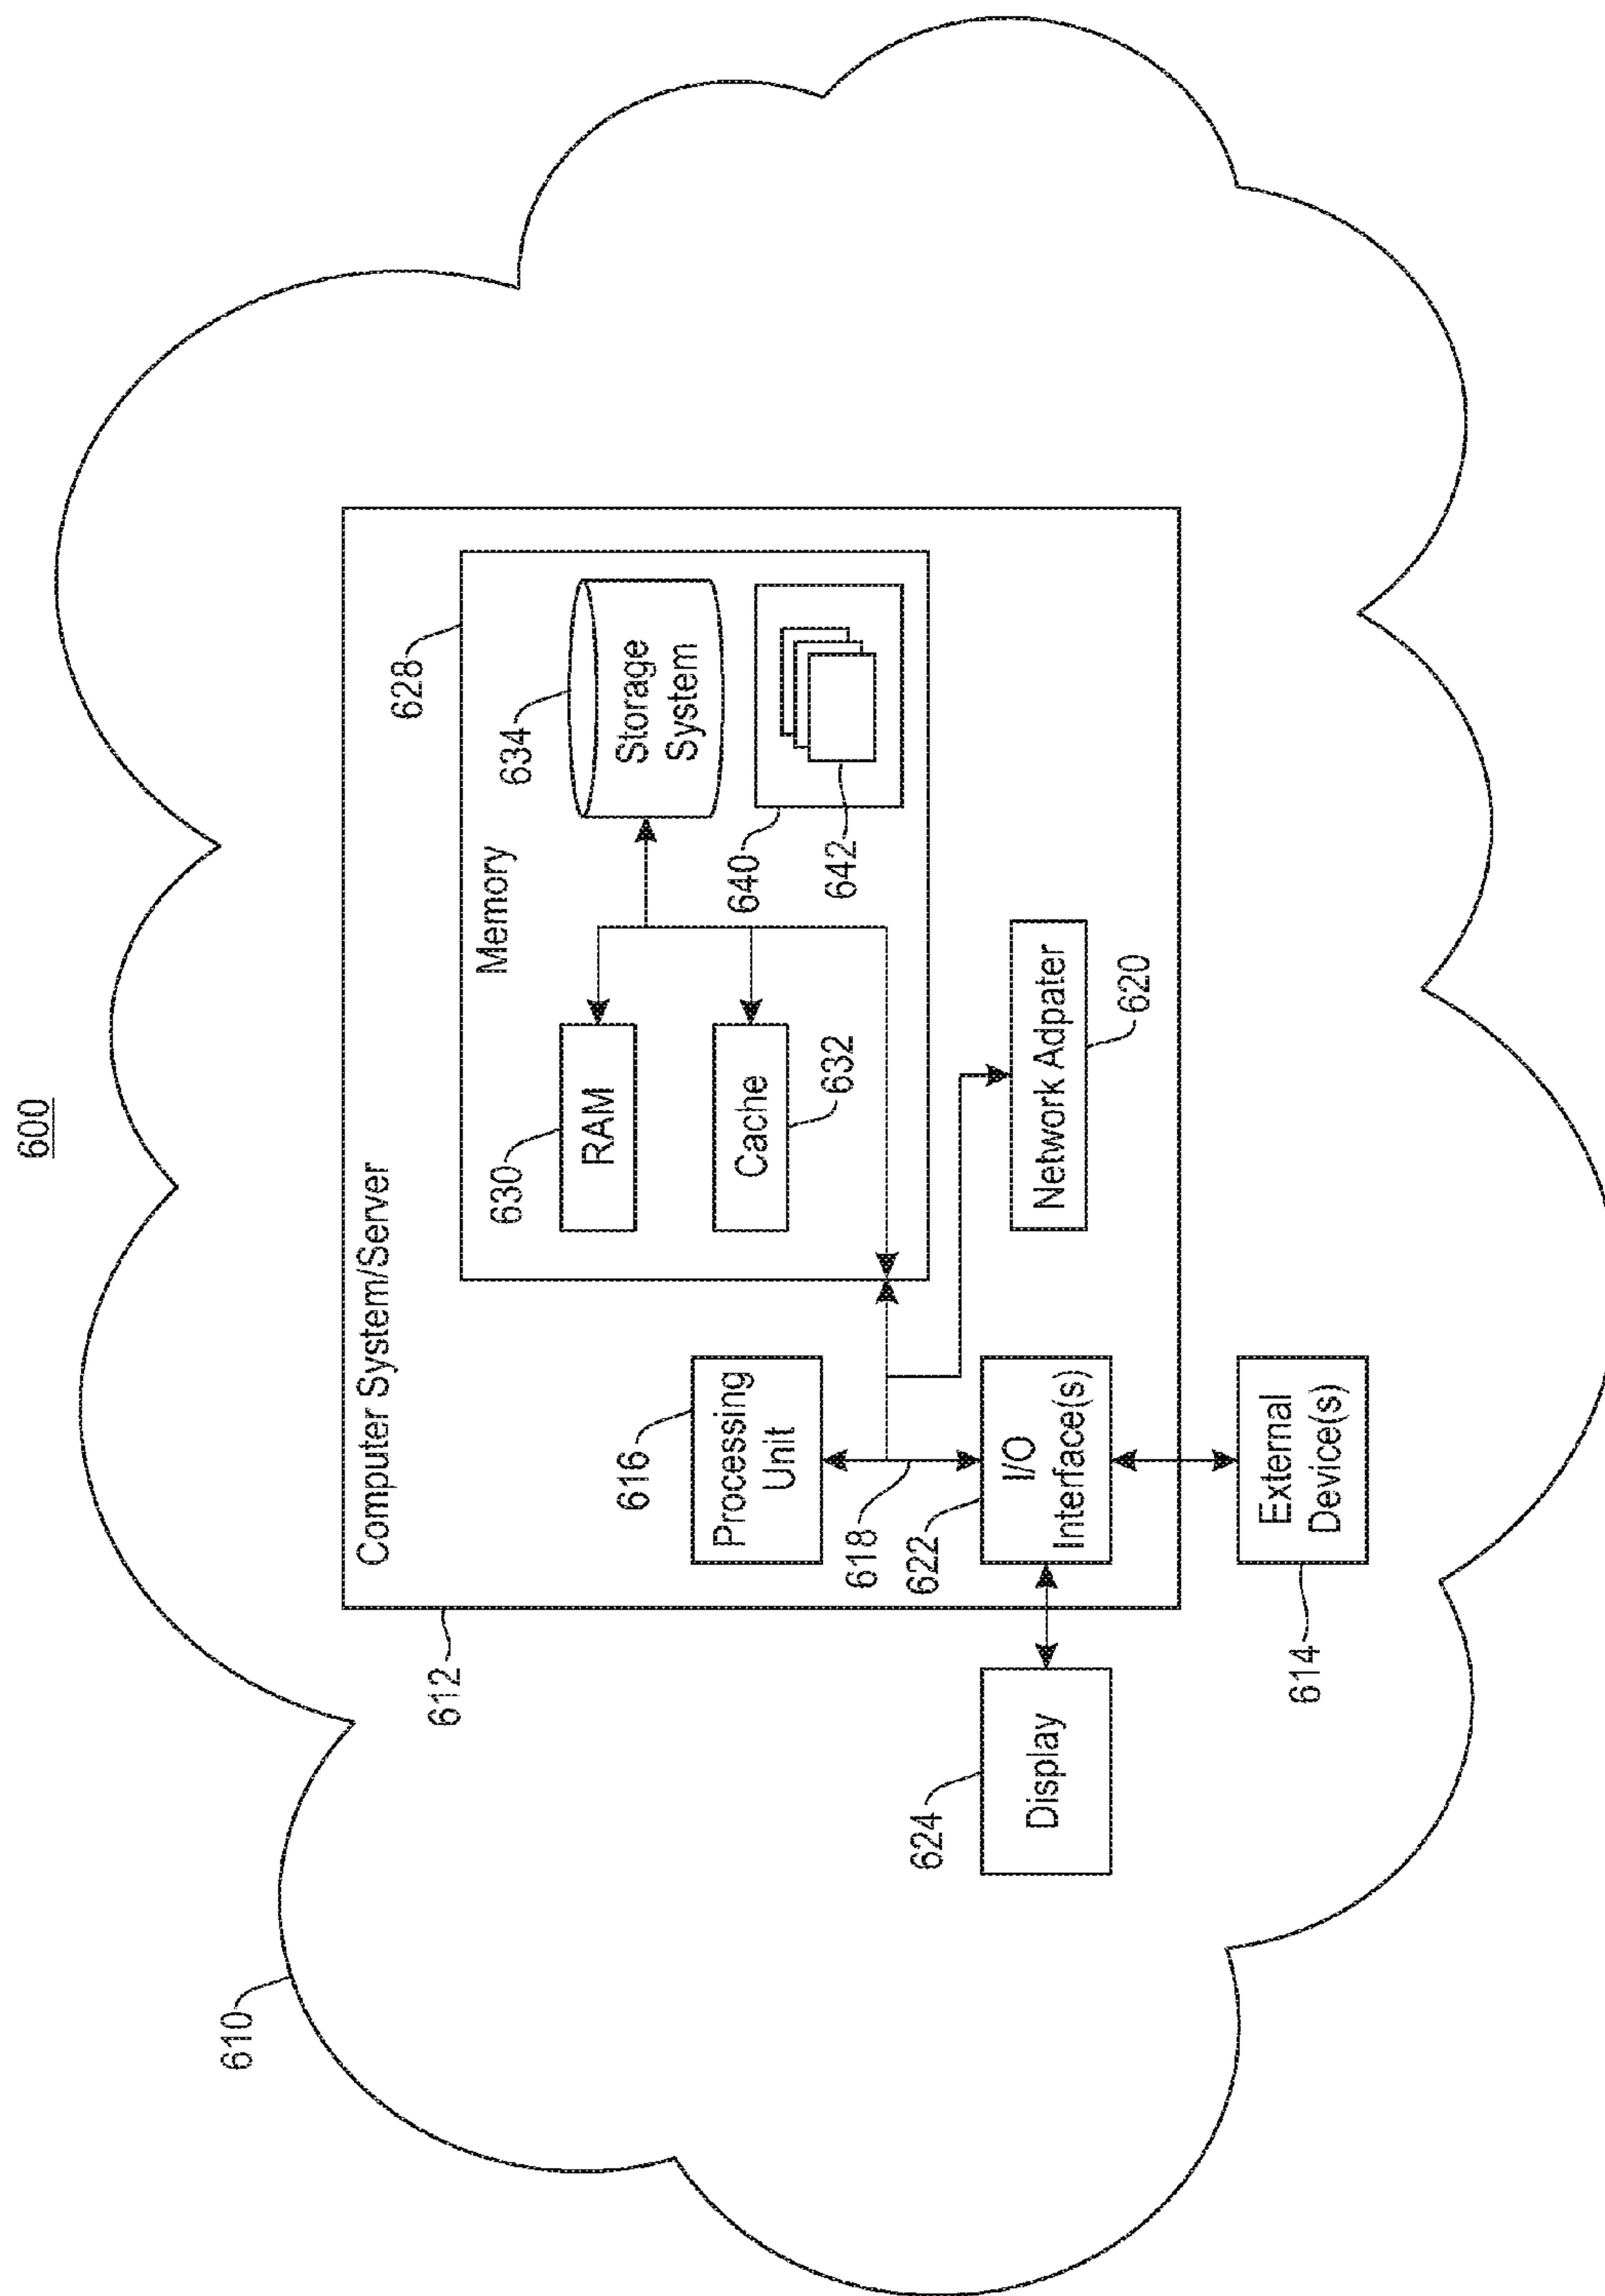 600
610
612
Computer System/Server
628
Memory
634
Storage
System
630
RAM
640
642
Cache
632
616
Processing
Unit
618
622
I/O
Interface(s)
Network Adpater
620
624
Display
External
Device(s)
614